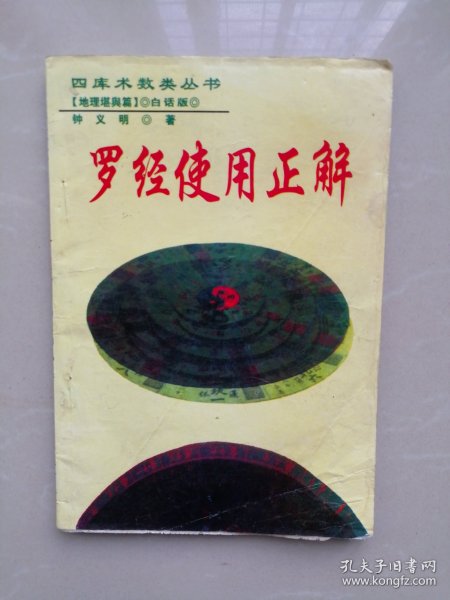 四库术数类丛书
【地理堪舆篇】◎白话版◎
钟义明◎著
罗经使用正解
孔夫子旧书网
www.kongfz.com